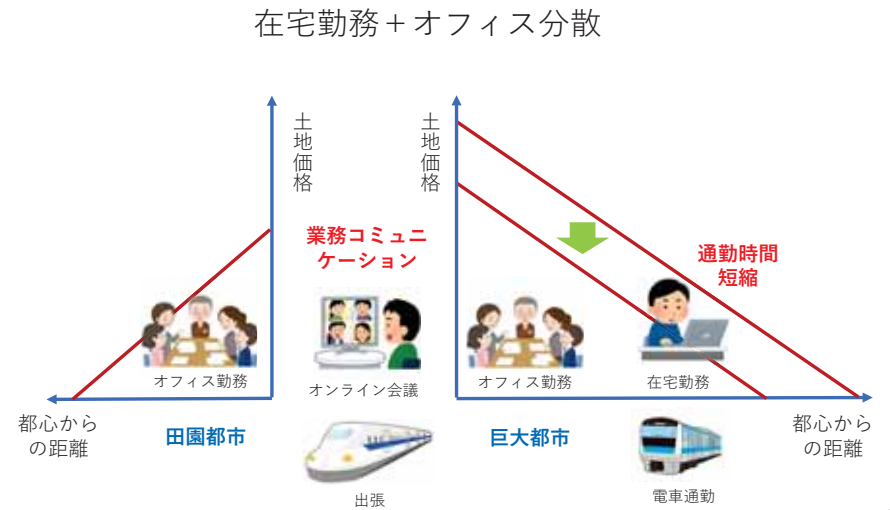 在宅勤務＋オフィス分散
土地価格
土地価格
業務コミュニ
ケーション
通勤時間
短縮
オフィス勤務
オンライン会議
オフィス勤務
在宅勤務
都心から
の距離
田園都市
巨大都市
都心から
の距離
出張
電車通勤